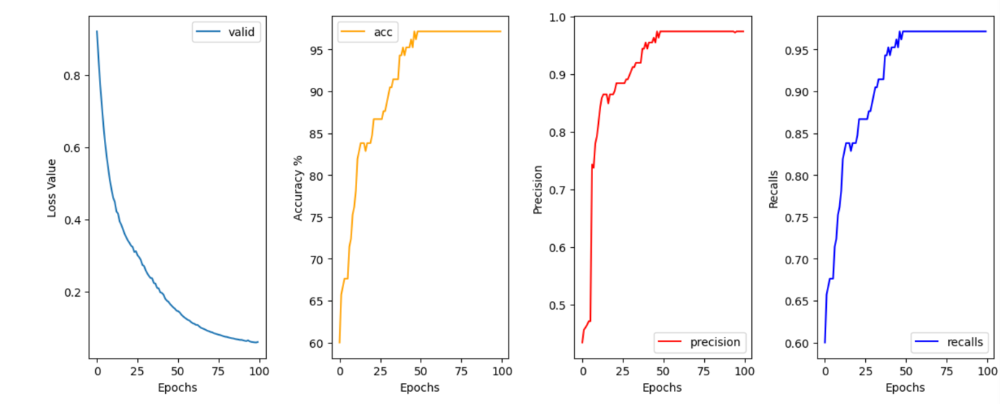 valid
Loss Value
0.8
0.6
0.4
0.2
0 25 50 75 100
Epochs
acc
Accuracy %
95
90
85
80
75
70
65
60
0 25 50 75 100
Epochs
precision
Precision
1.0
0.9
0.8
0.7
0.6
0.5
0 25 50 75 100
Epochs
recalls
Recalls
0.95
0.90
0.85
0.80
0.75
0.70
0.65
0.60
0 25 50 75 100
Epochs